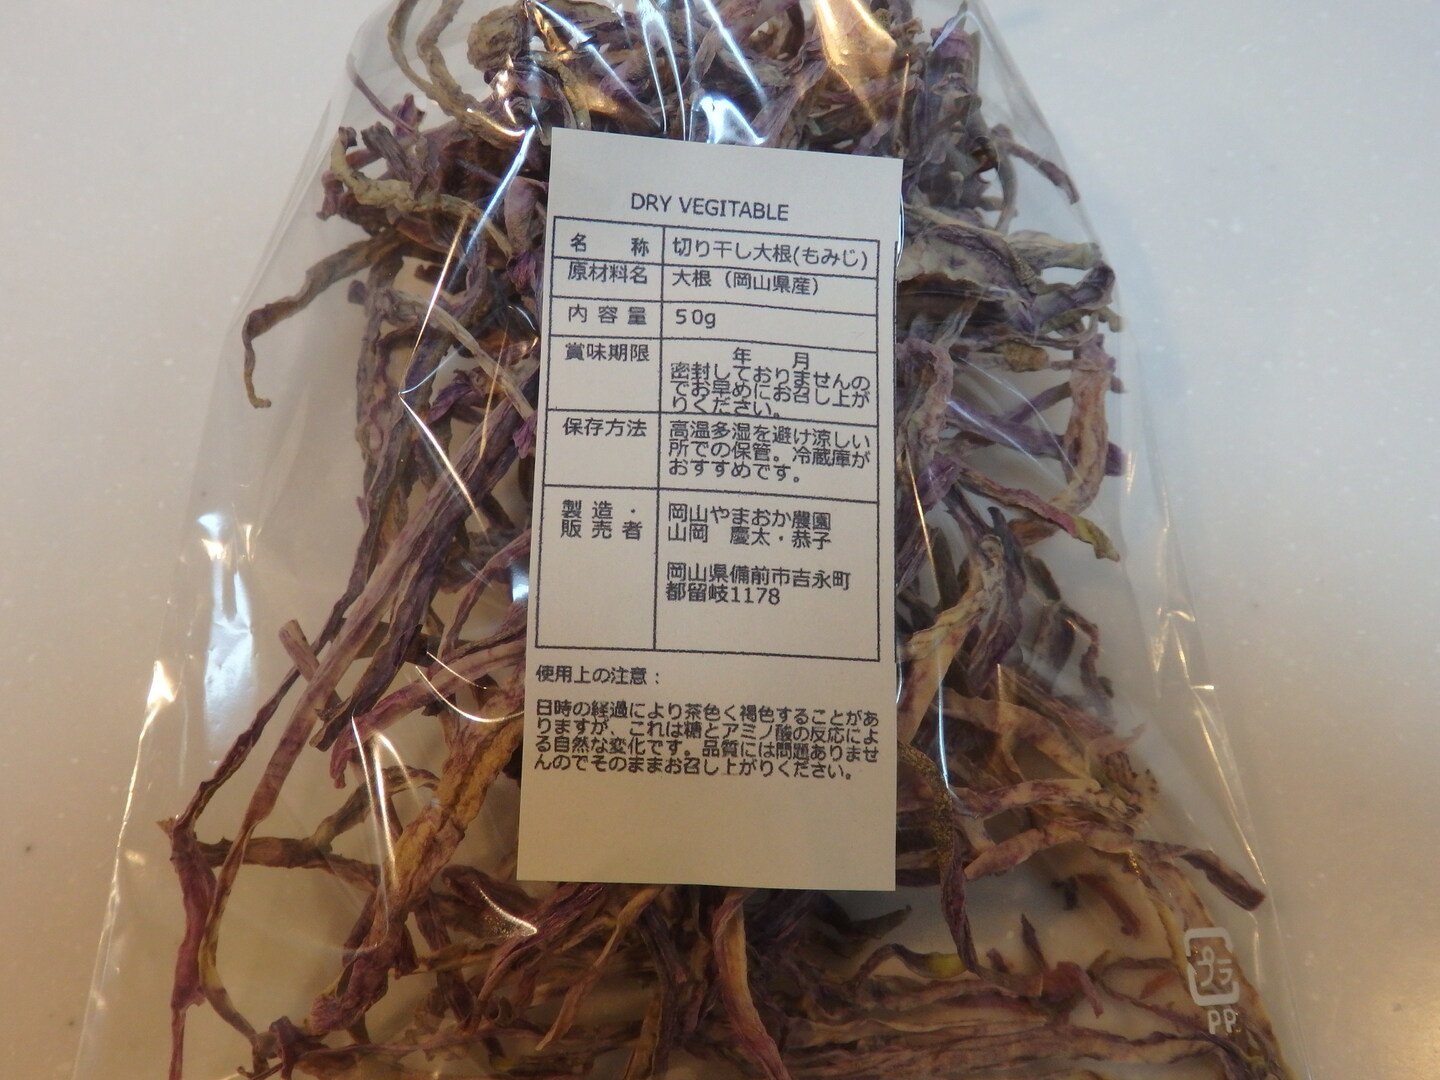 DRY VEGITABLE
名 称 切り干し大根(もみじ)
原材料名 大根（岡山県産）
内容量 50g
賞味期限 年 月
密封しておりませんの
でお早めにお召し上が
りください。
保存方法 高温多湿を避け涼しい
所での保管。冷蔵庫が
おすすめです。
製造・ 岡山やまおか農園
販売者 山岡 慶太・恭子
岡山県備前市吉永町
都留岐1178
使用上の注意：
日時の経過により茶色く褐色することがあ
りますが、これは糖とアミノ酸の反応によ
る自然な変化です。品質には問題ありませ
んのでそのままお召し上がりください。
プラ
PP